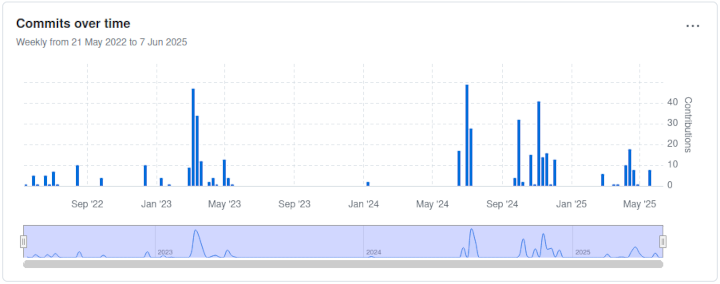 Commits over time
Weekly from 21 May 2022 to 7 Jun 2025
...
40
30
20
10
0
Contributions
Sep '22 Jan '23 May '23 Sep '23 Jan '24 May '24 Sep '24 Jan '25 May '25
2023 2024 2025